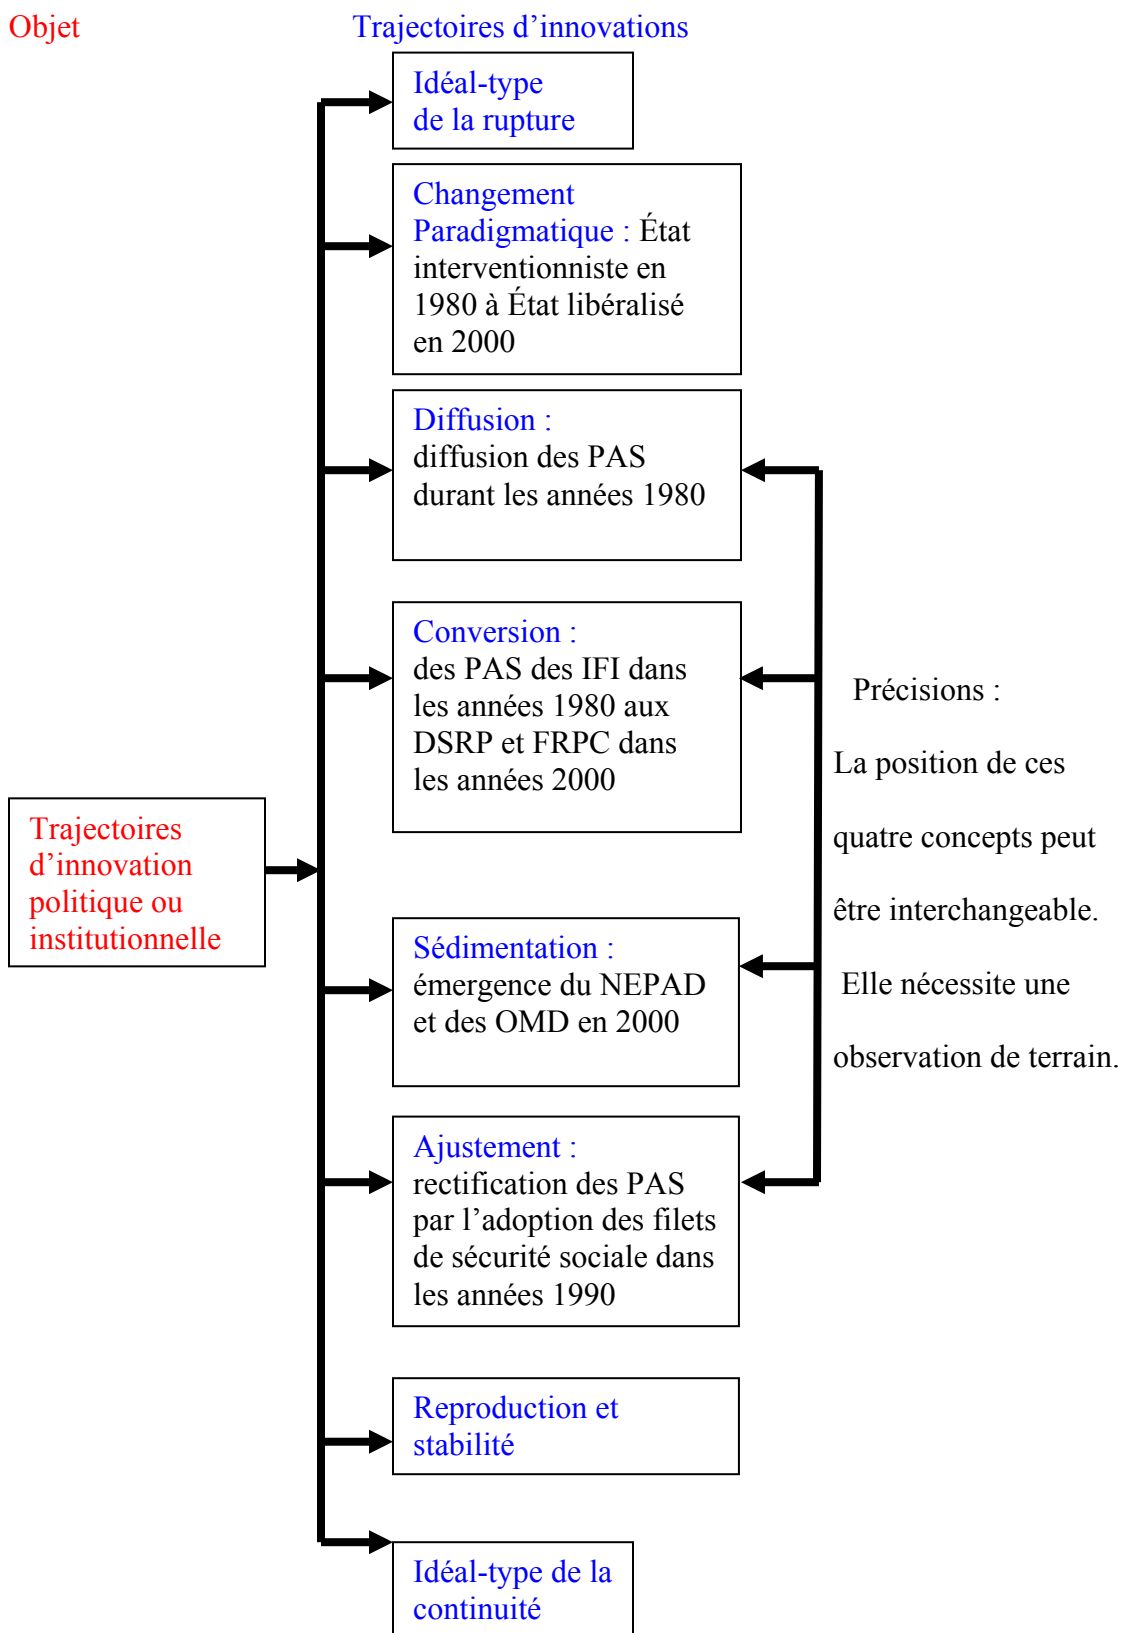 Objet
Trajectoires d’innovations
Idéal-type
de la rupture
Changement
Paradigmatique : État
interventionniste en
1980 à État libéralisé
en 2000
Diffusion :
diffusion des PAS
durant les années 1980
Conversion :
des PAS des IFI dans
les années 1980 aux
DSRP et FRPC dans
les années 2000
Trajectoires
d’innovation
politique ou
institutionnelle
Sédimentation :
émergence du NEPAD
et des OMD en 2000
Ajustement :
rectification des PAS
par l’adoption des filets
de sécurité sociale dans
les années 1990
Reproduction et
stabilité
Idéal-type de la
continuité
Précisions :
La position de ces
quatre concepts peut
être interchangeable.
Elle nécessite une
observation de terrain.